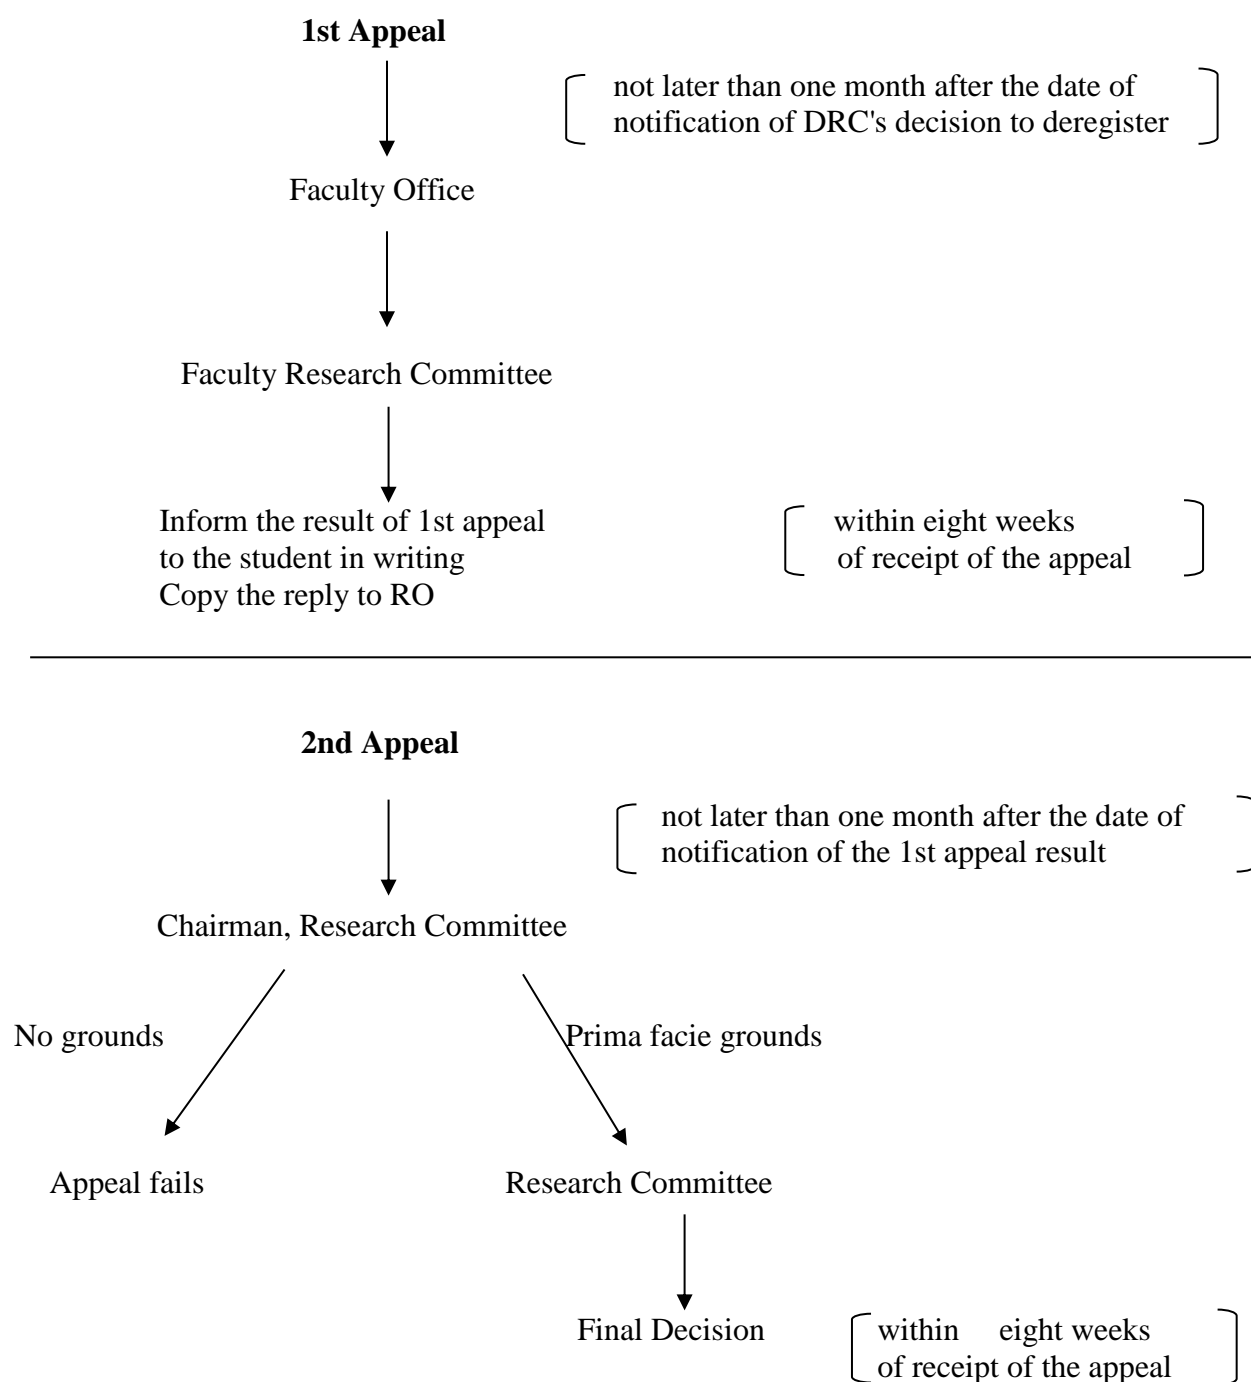 1st Appeal
not later than one month after the date of
notification of DRC's decision to deregister
Faculty Office
Faculty Research Committee
Inform the result of 1st appeal
to the student in writing
Copy the reply to RO
within eight weeks
of receipt of the appeal
2nd Appeal
not later than one month after the date of
notification of the 1st appeal result
Chairman, Research Committee
No grounds
Prima facie grounds
Appeal fails
Research Committee
Final Decision
within eight weeks
of receipt of the appeal